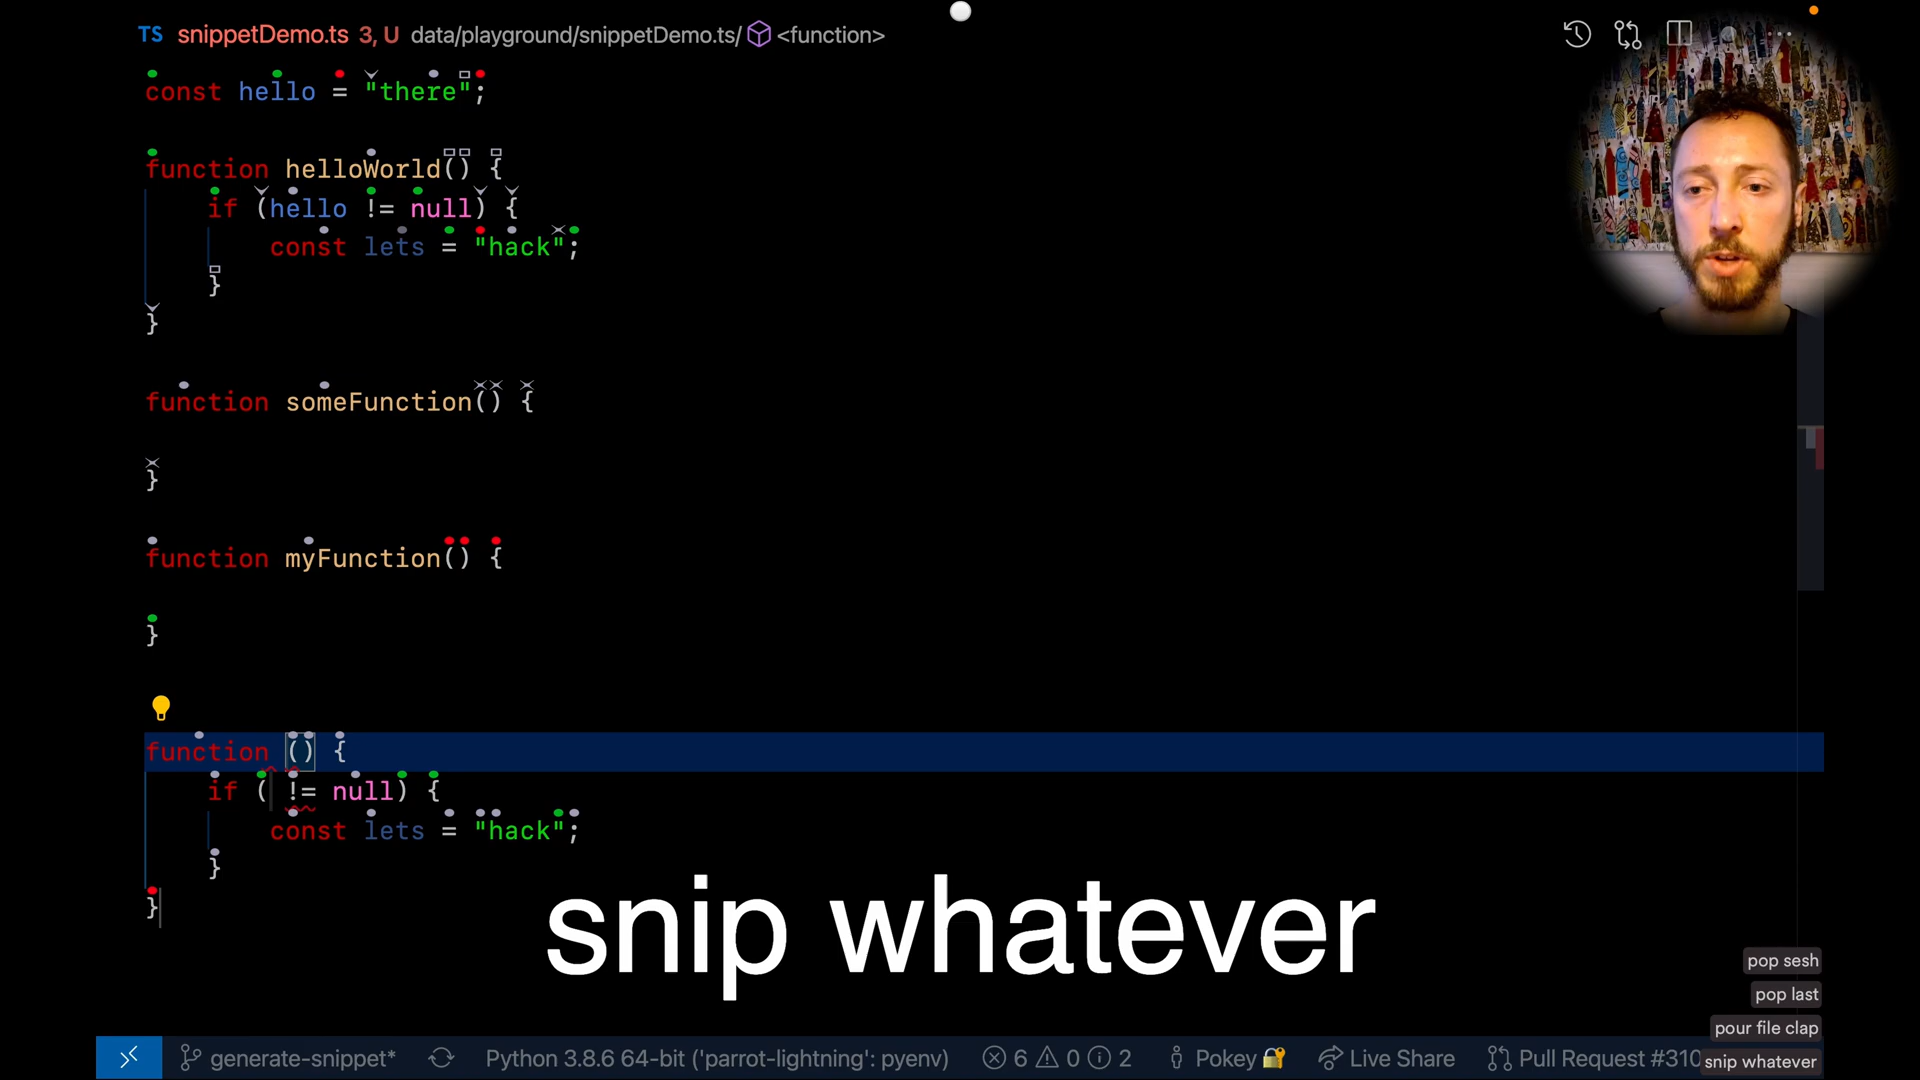 TS snippetDemo.ts 3, U data/playground/snippetDemo.ts/ <function>
const hello = "there";
function helloWorld() {
if (hello != null) {
const lets = "hack";
}
}
function someFunction() {
}
function myFunction() {
}
function () {
if ( != null) {
const lets = "hack";
}
}
snip whatever
pop sesh
pop last
pour file clap
snip whatever
generate-snippet* Python 3.8.6 64-bit ('parrot-lightning': pyenv) 6 0 2 Pokey Live Share Pull Request #310